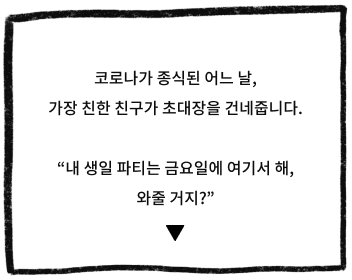 코로나가 종식된 어느 날,
가장 친한 친구가 초대장을 건네줍니다.
“내 생일 파티는 금요일에 여기서 해,
와줄 거지?”